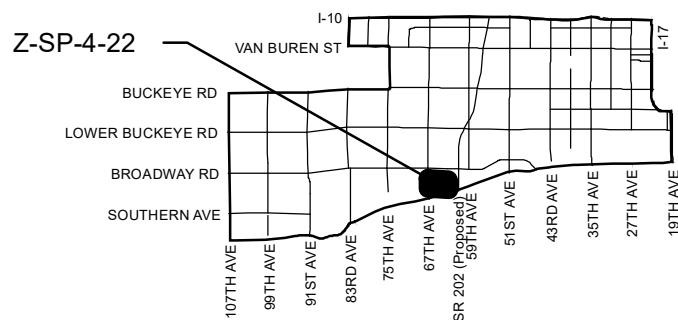 I-10
Z-SP-4-22
VAN BUREN ST
I-17
BUCKEYE RD
LOWER BUCKEYE RD
BROADWAY RD
SOUTHERN AVE
107TH AVE
99TH AVE
91ST AVE
83RD AVE
75TH AVE
67TH AVE
SR 202 (Proposed)
59TH AVE
51ST AVE
43RD AVE
35TH AVE
27TH AVE
19TH AVE